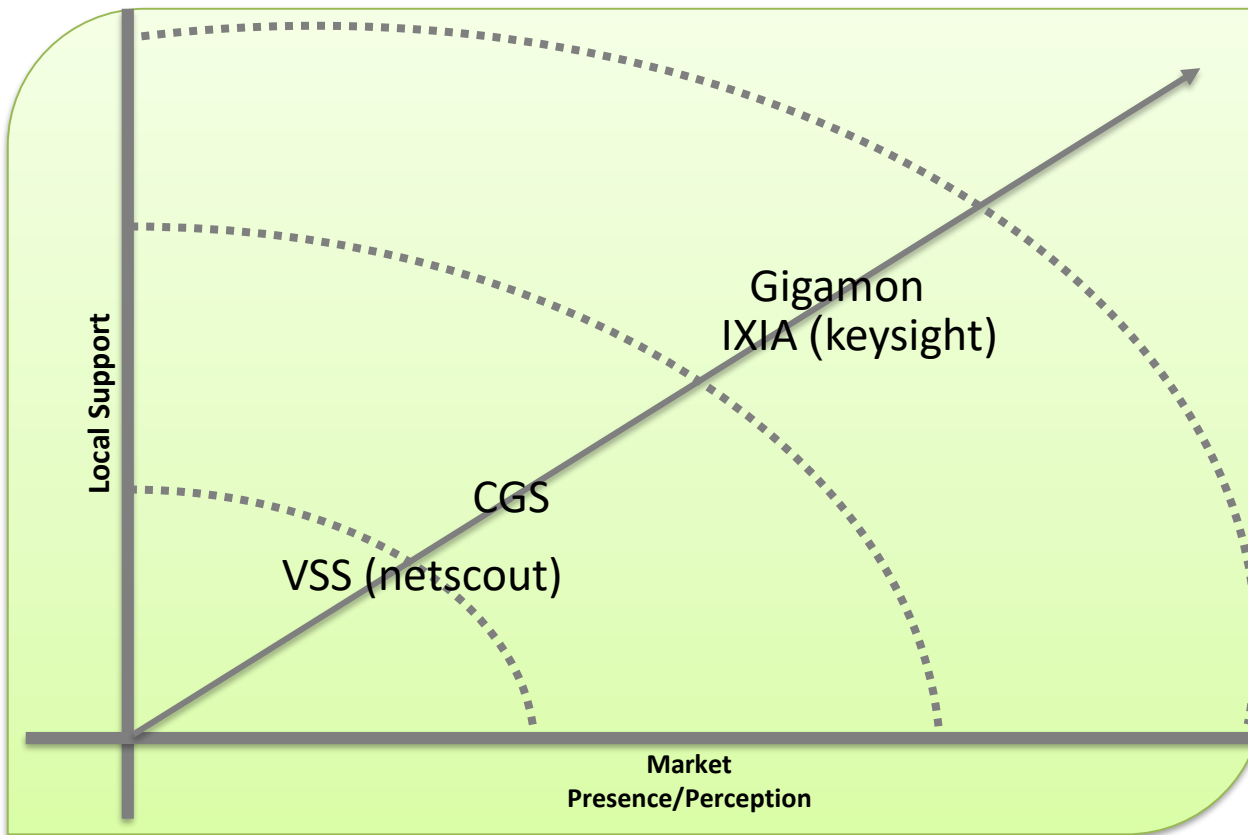 Local Support
Gigamon
IXIA (keysight)
CGS
VSS (netscout)
Market
Presence/Perception